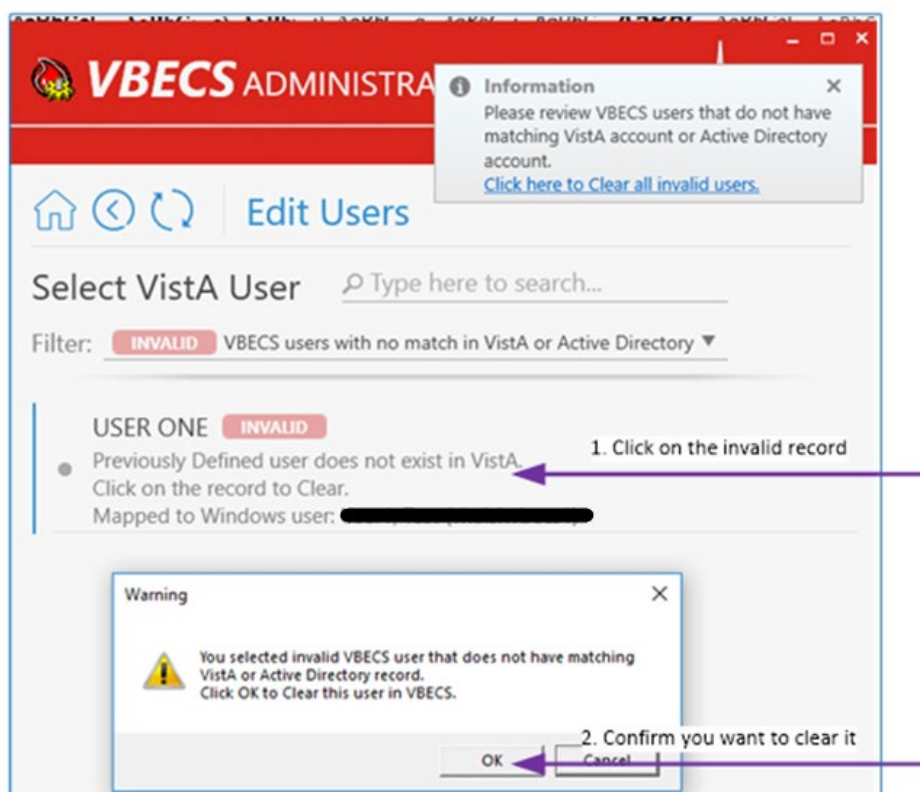 VBECS ADMINISTRA
Information
Please review VBECS users that do not have
matching VistA account or Active Directory
account.
Click here to Clear all invalid users.
Edit Users
Select VistA User Type here to search...
Filter: INVALID VBECS users with no match in VistA or Active Directory
USER ONE INVALID
Previously Defined user does not exist in VistA.
Click on the record to Clear.
Mapped to Windows user:
1. Click on the invalid record
Warning
You selected invalid VBECS user that does not have matching
VistA or Active Directory record.
Click OK to Clear this user in VBECS.
2. Confirm you want to clear it
OK Cancel